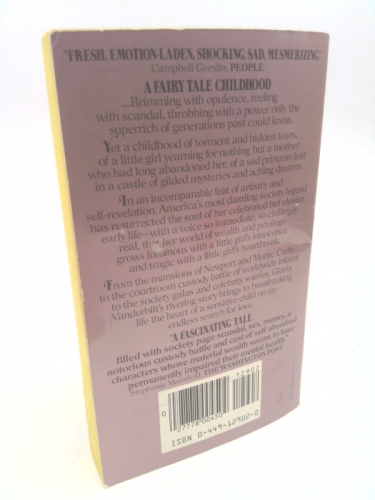 "FRESH, EMOTION-LADEN, SHOCKING, SAD, MESMERIZING."
Campbell Geeslin, PEOPLE
A FAIRY TALE CHILDHOOD
...Brimming with opulence, reeling
with scandal, throbbing with a power only the
superrich of generations past could know.
Yet a childhood of torment and hidden tears,
of a little girl yearning for nothing but a mother
who had long abandoned her, of a sad princess lost
in a castle of gilded mysteries and aching dreams.
In an incomparable feat of artistry and
self-revelation, America's most dazzling society legend
has resurrected the soul of her celebrated but elusive
early life—with a voice so immediate, so chillingly
real, that her world of wealth and privilege
grows luminous with a little girl's innocence
and tragic with a little girl's heartbreak.
From the mansions of Newport and Monte Carlo
to the courtroom custody battle of worldwide infamy
to the society galas and celebrity soirées, Gloria
Vanderbilt's riveting story brings to breathtaking
life the heart of a sensitive child on an
endless search for love.
"A FASCINATING TALE
filled with society page scandal, sex, money, a
notorious custody battle and cast of self-absorbed
characters whose material wealth seems to have
permanently impaired their mental health."
Stephanie Mansfield, THE WASHINGTON POST
12902
0
27778 00450
ISBN 0-449-12902-0